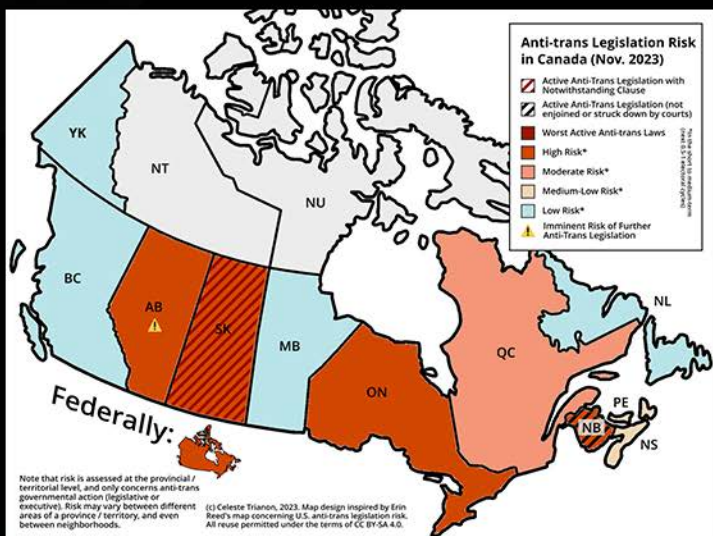 Anti-trans Legislation Risk
in Canada (Nov. 2023)
Active Anti-Trans Legislation with
Notwithstanding Clause
Active Anti-Trans Legislation (not
enjoined or struck down by courts)
Worst Active Anti-trans Laws
High Risk*
Moderate Risk*
Medium-Low Risk*
Low Risk*
Imminent Risk of Further
Anti-Trans Legislation
*in the short to medium-term
YK
NT
NU
BC
AB
SK
MB
ON
QC
NL
PE
NB
NS
Federally:
Note that risk is assessed at the provincial /
territorial level, and only concerns anti-trans
governmental action (legislative or
executive). Risk may vary between different
areas of a province / territory, and even
between neighborhoods.
(c) Celeste Trianon, 2023. Map design inspired by Erin
Reed's map concerning U.S. anti-trans legislation risk.
All reuse permitted under the terms of CC BY-SA 4.0.